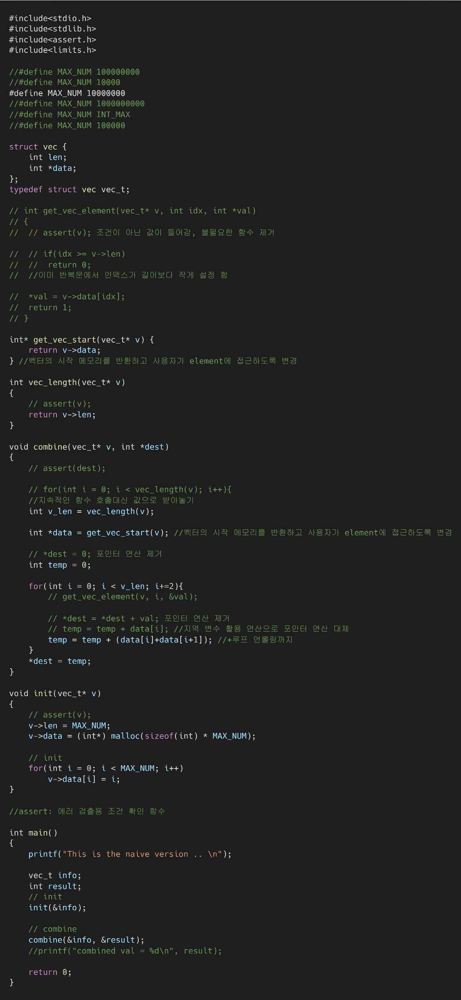 #include<stdio.h>
#include<stdlib.h>
#include<assert.h>
#include<limits.h>
//#define MAX_NUM 100000000
//#define MAX_NUM 10000
#define MAX_NUM 10000000
//#define MAX_NUM 1000000000
//#define MAX_NUM INT_MAX
//#define MAX_NUM 100000
struct vec {
    int len;
    int *data;
};
typedef struct vec vec_t;
// int get_vec_element(vec_t* v, int idx, int *val)
// {
//  // assert(v); 조건이 아닌 값이 들어감, 불필요한 함수 제거
//  // if(idx >= v->len)
//  //  return 0;
//  //이미 반복문에서 인덱스가 길이보다 작게 설정 함
//  *val = v->data[idx];
//  return 1;
// }
int* get_vec_start(vec_t* v) {
    return v->data;
} //벡터의 시작 메모리를 반환하고 사용자가 element에 접근하도록 변경
int vec_length(vec_t* v)
{
    // assert(v);
    return v->len;
}
void combine(vec_t* v, int *dest)
{
    // assert(dest);
    // for(int i = 0; i < vec_length(v); i++){
    //지속적인 함수 호출대신 값으로 받아놓기
    int v_len = vec_length(v);
    int *data = get_vec_start(v); //벡터의 시작 메모리를 반환하고 사용자가 element에 접근하도록 변경
    // *dest = 0; 포인터 연산 제거
    int temp = 0;
    for(int i = 0; i < v_len; i+=2){
        // get_vec_element(v, i, &val);
        // *dest = *dest + val; 포인터 연산 제거
        // temp = temp + data[i]; //지역 변수 활용 연산으로 포인터 연산 대체
        temp = temp + (data[i]+data[i+1]); //+루프 언롤링까지
    }
    *dest = temp;
}
void init(vec_t* v)
{
    // assert(v);
    v->len = MAX_NUM;
    v->data = (int*) malloc(sizeof(int) * MAX_NUM);
    // init
    for(int i = 0; i < MAX_NUM; i++)
        v->data[i] = i;
}
//assert: 에러 검출용 조건 확인 함수
int main()
{
    printf("This is the naive version .. \n");
    vec_t info;
    int result;
    // init
    init(&info);
    // combine
    combine(&info, &result);
    //printf("combined val = %d\n", result);
    return 0;
}